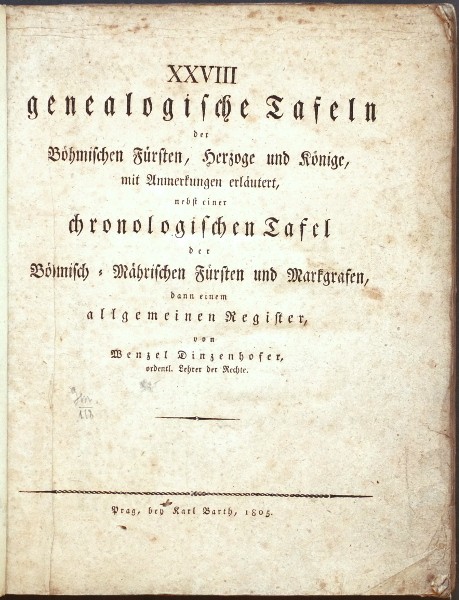 XXVIII
genealogische Tafeln
der
Böhmischen Fürsten, Herzoge und Könige,
mit Anmerkungen erläutert,
nebst einer
chronologischen Tafel
der
Böhmisch-Mährischen Fürsten und Markgrafen,
dann einem
allgemeinen Register,
von
Wenzel Dinzenhofer,
ordentl. Lehrer der Rechte.
Prag, bey Karl Barth, 1805.